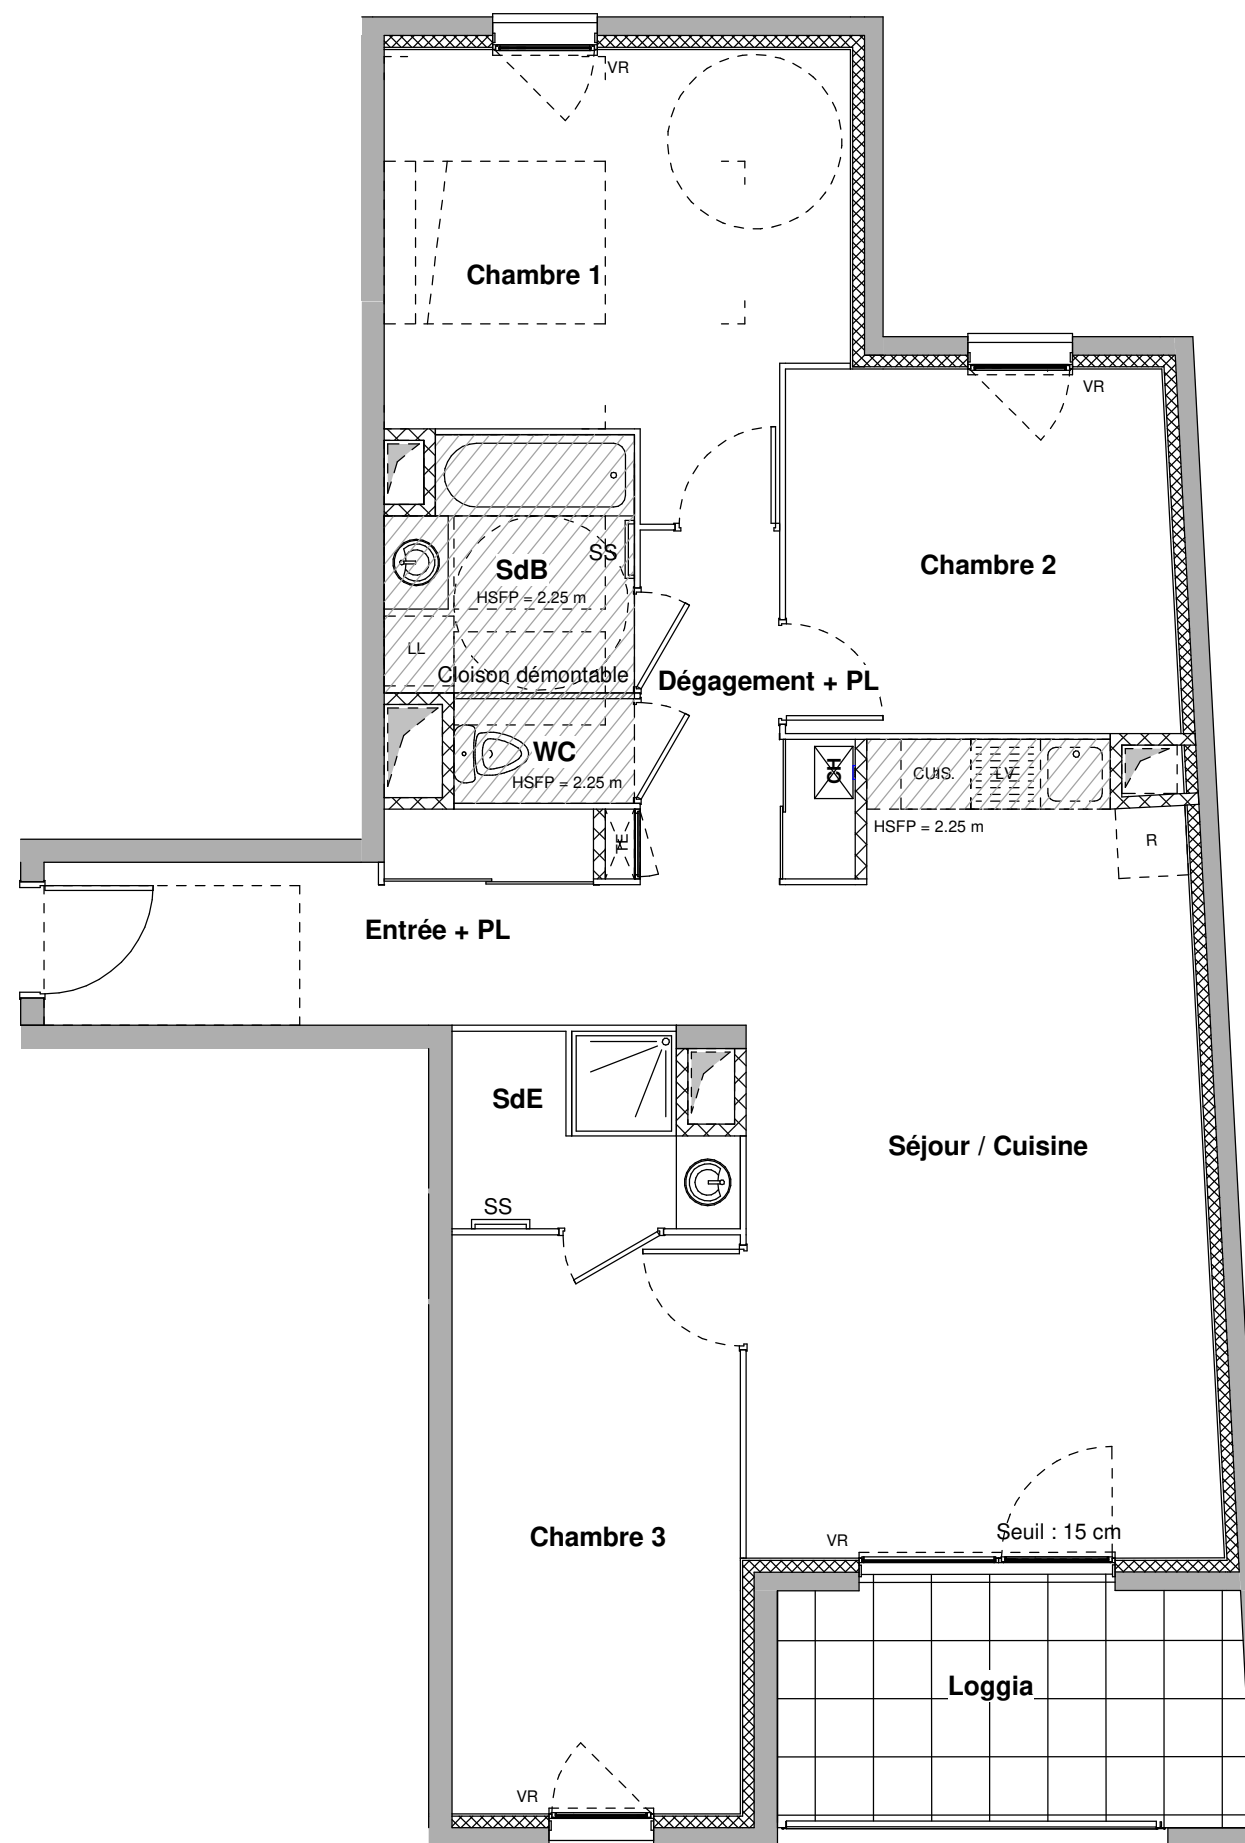 VR
Chambre 1
VR
SS
SdB
Chambre 2
HSFP = 2.25 m
LL
Cloison démontable
Dégagement + PL
WC
HSFP = 2.25 m
CH
CUIS.
LV
HSFP = 2.25 m
TE
R
Entrée + PL
SdE
Séjour / Cuisine
SS
Chambre 3
VR
Seuil : 15 cm
Loggia
VR